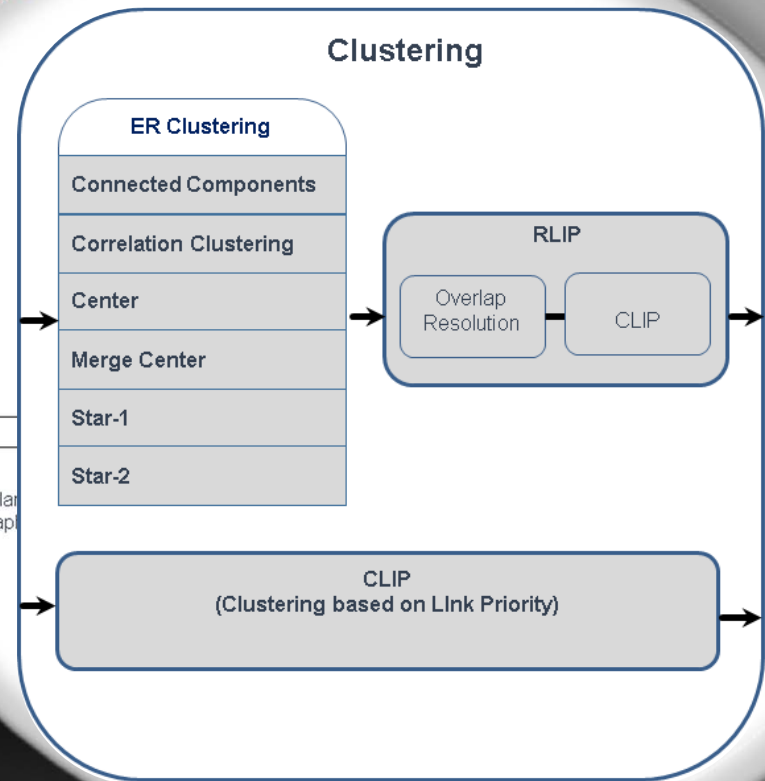 Clustering
ER Clustering
Connected Components
Correlation Clustering
Center
Merge Center
Star-1
Star-2
RLIP
Overlap
Resolution
CLIP
CLIP
(Clustering based on LInk Priority)